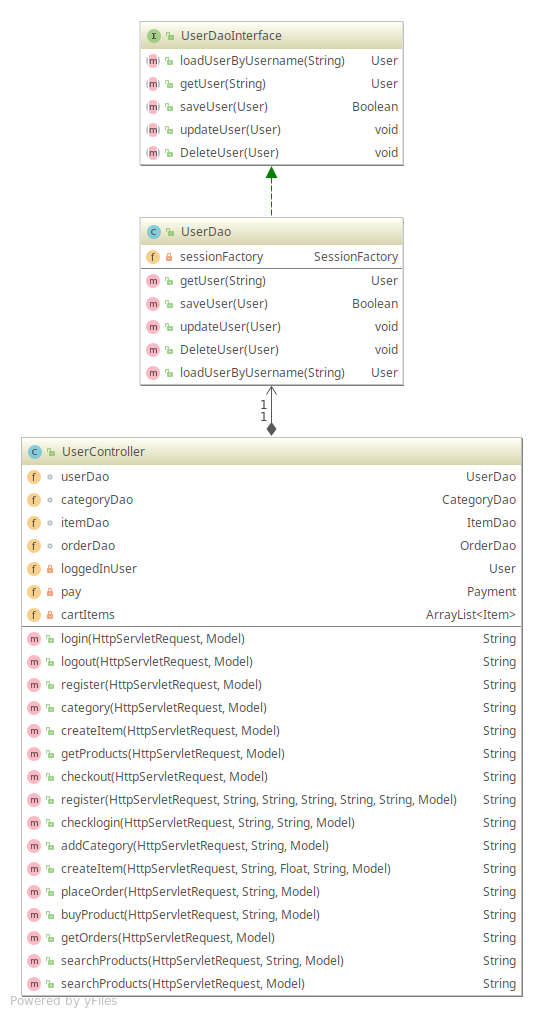 I UserDaoInterface
m loadUserByUsername(String) User
m getUser(String) User
m saveUser(User) Boolean
m updateUser(User) void
m DeleteUser(User) void
C UserDao
f sessionFactory SessionFactory
m getUser(String) User
m saveUser(User) Boolean
m updateUser(User) void
m DeleteUser(User) void
m loadUserByUsername(String) User
1
1
C UserController
f userDao UserDao
f categoryDao CategoryDao
f itemDao ItemDao
f orderDao OrderDao
f loggedInUser User
f pay Payment
f cartItems ArrayList<Item>
m login(HttpServletRequest, Model) String
m logout(HttpServletRequest, Model) String
m register(HttpServletRequest, Model) String
m category(HttpServletRequest, Model) String
m createItem(HttpServletRequest, Model) String
m getProducts(HttpServletRequest, Model) String
m checkout(HttpServletRequest, Model) String
m register(HttpServletRequest, String, String, String, String, String, Model) String
m checklogin(HttpServletRequest, String, String, Model) String
m addCategory(HttpServletRequest, String, Model) String
m createItem(HttpServletRequest, String, Float, String, Model) String
m placeOrder(HttpServletRequest, String, Model) String
m buyProduct(HttpServletRequest, String, Model) String
m getOrders(HttpServletRequest, Model) String
m searchProducts(HttpServletRequest, String, Model) String
m searchProducts(HttpServletRequest, Model) String
Powered by yFiles